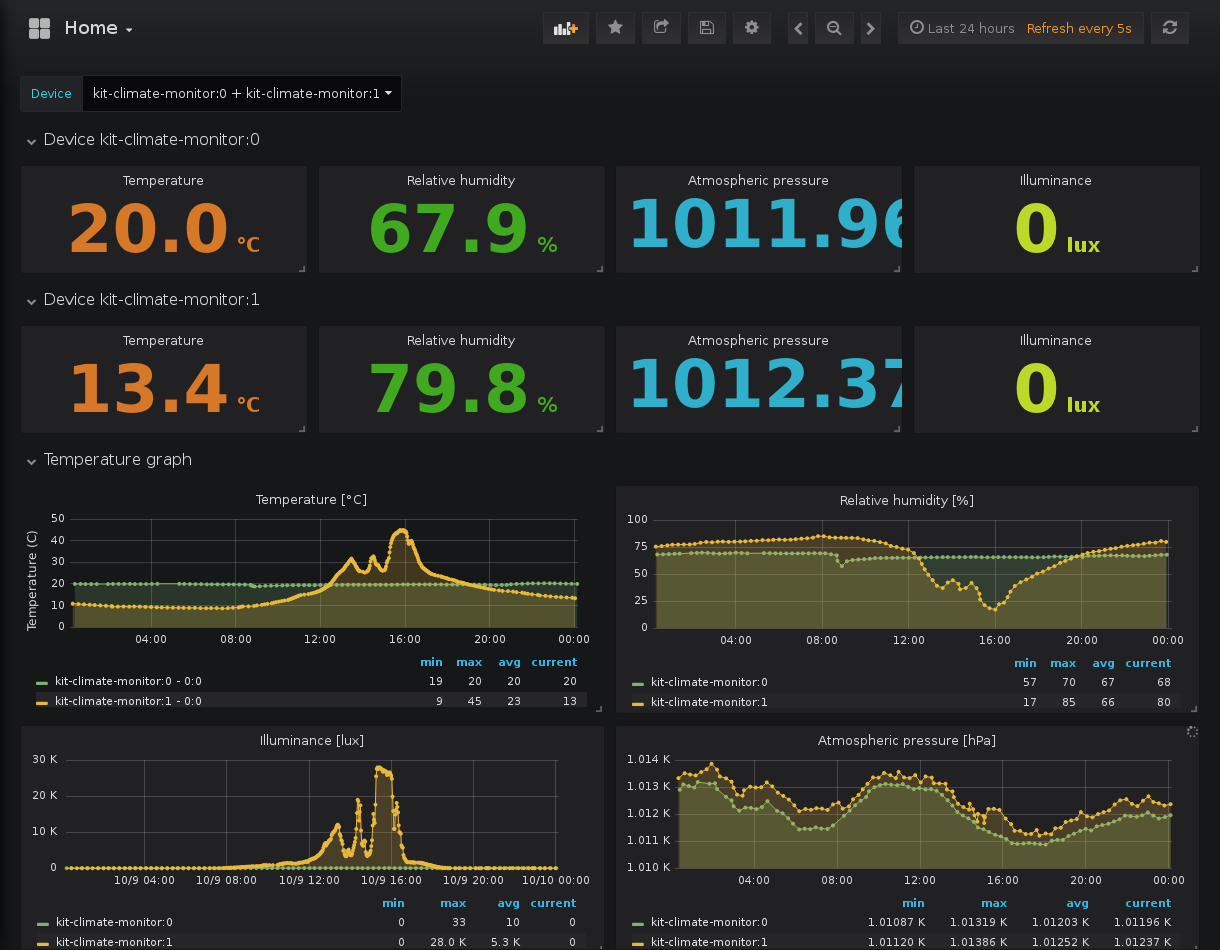 Home
Last 24 hours Refresh every 5s
Device kit-climate-monitor:0 + kit-climate-monitor:1
Device kit-climate-monitor:0
Temperature Relative humidity Atmospheric pressure Illuminance
20.0 °C 67.9 % 1011.96 0 lux
Device kit-climate-monitor:1
Temperature Relative humidity Atmospheric pressure Illuminance
13.4 °C 79.8 % 1012.37 0 lux
Temperature graph
Temperature [°C]
Temperature (C)
50
40
30
20
10
0
04:00 08:00 12:00 16:00 20:00 00:00
min max avg current
kit-climate-monitor:0 - 0:0 19 20 20 20
kit-climate-monitor:1 - 0:0 9 45 23 13
Relative humidity [%]
100
75
50
25
0
04:00 08:00 12:00 16:00 20:00 00:00
min max avg current
kit-climate-monitor:0 57 70 67 68
kit-climate-monitor:1 17 85 66 80
Illuminance [lux]
30 K
20 K
10 K
0
10/9 04:00 10/9 08:00 10/9 12:00 10/9 16:00 10/9 20:00 10/10 00:00
min max avg current
kit-climate-monitor:0 0 33 10 0
kit-climate-monitor:1 0 28.0 K 5.3 K 0
Atmospheric pressure [hPa]
1.014 K
1.013 K
1.012 K
1.011 K
1.010 K
04:00 08:00 12:00 16:00 20:00 00:00
min max avg current
kit-climate-monitor:0 1.01087 K 1.01319 K 1.01203 K 1.01196 K
kit-climate-monitor:1 1.01120 K 1.01386 K 1.01252 K 1.01237 K